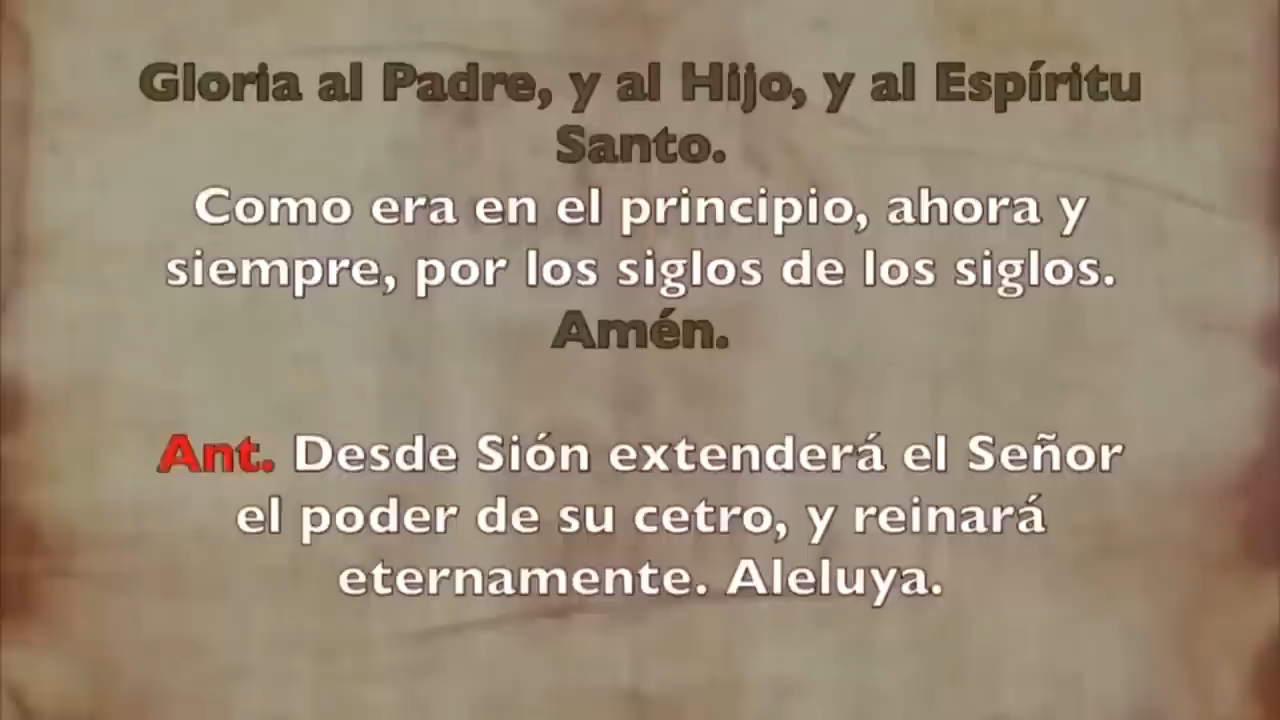 Gloria al Padre, y al Hijo, y al Espíritu
Santo.
Como era en el principio, ahora y
siempre, por los siglos de los siglos.
Amén.
Ant. Desde Sión extenderá el Señor
el poder de su cetro, y reinará
eternamente. Aleluya.